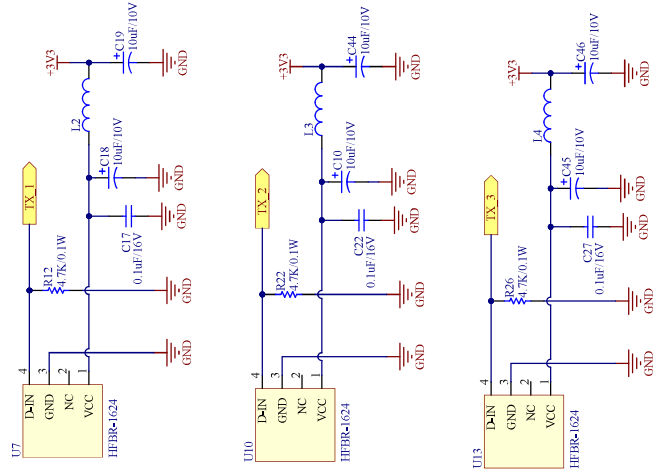 +3V3
C19
10uF/10V
GND
L2
C18
10uF/10V
GND
TX_1
C17
0.1uF/16V
GND
R12
4.7K/0.1W
GND
GND
4
3
2
1
D-IN
GND
NC
VCC
U7
HFBR-1624
+3V3
C44
10uF/10V
GND
L3
C10
10uF/10V
GND
TX_2
C22
0.1uF/16V
GND
R22
4.7K/0.1W
GND
GND
4
3
2
1
D-IN
GND
NC
VCC
U10
HFBR-1624
+3V3
C46
10uF/10V
GND
L4
C45
10uF/10V
GND
TX_3
C27
0.1uF/16V
GND
R26
4.7K/0.1W
GND
GND
4
3
2
1
D-IN
GND
NC
VCC
U13
HFBR-1624